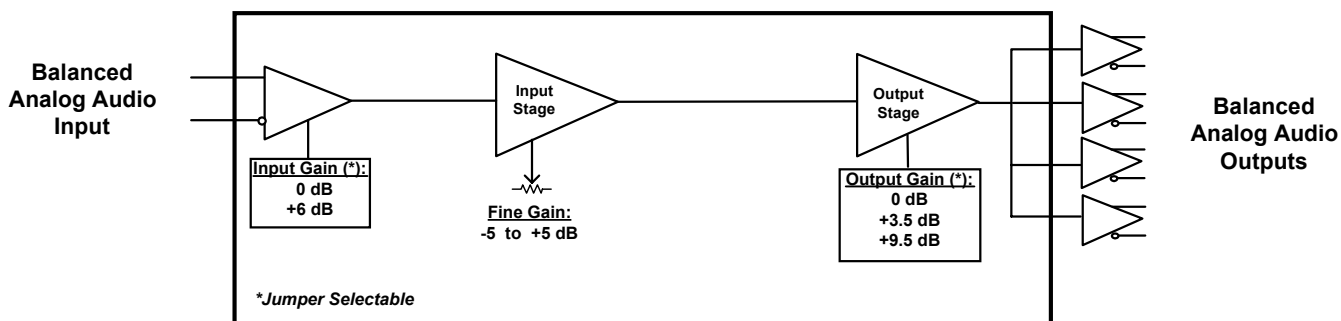 Balanced
Analog Audio
Input
Input Gain (*):
0 dB
+6 dB
Input
Stage
Fine Gain:
-5 to +5 dB
Output
Stage
Output Gain (*):
0 dB
+3.5 dB
+9.5 dB
Balanced
Analog Audio
Outputs
*Jumper Selectable